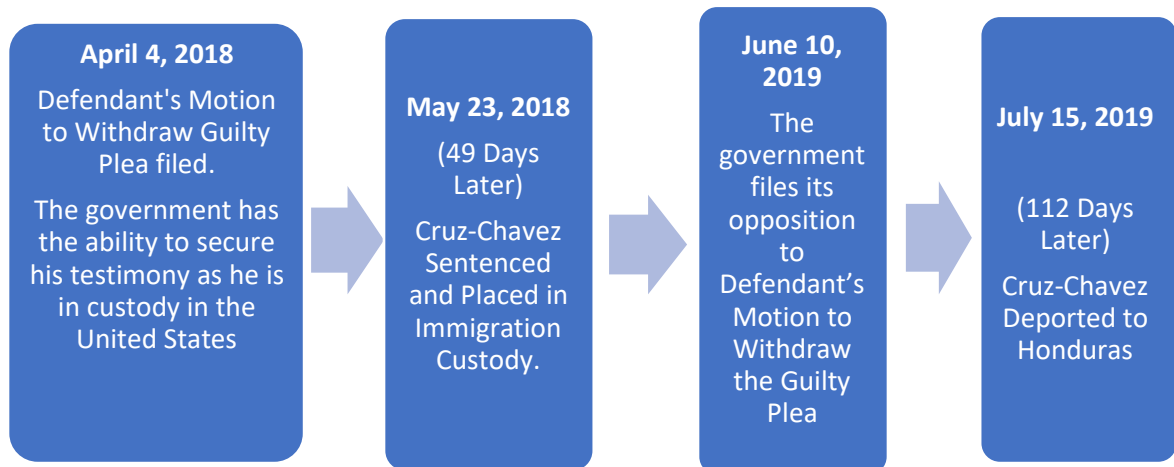 April 4, 2018
Defendant's Motion
to Withdraw Guilty
Plea filed.
The government has
the ability to secure
his testimony as he is
in custody in the
United States
May 23, 2018
(49 Days
Later)
Cruz-Chavez
Sentenced
and Placed in
Immigration
Custody.
June 10,
2019
The
government
files its
opposition
to
Defendant’s
Motion to
Withdraw
the Guilty
Plea
July 15, 2019
(112 Days
Later)
Cruz-Chavez
Deported to
Honduras